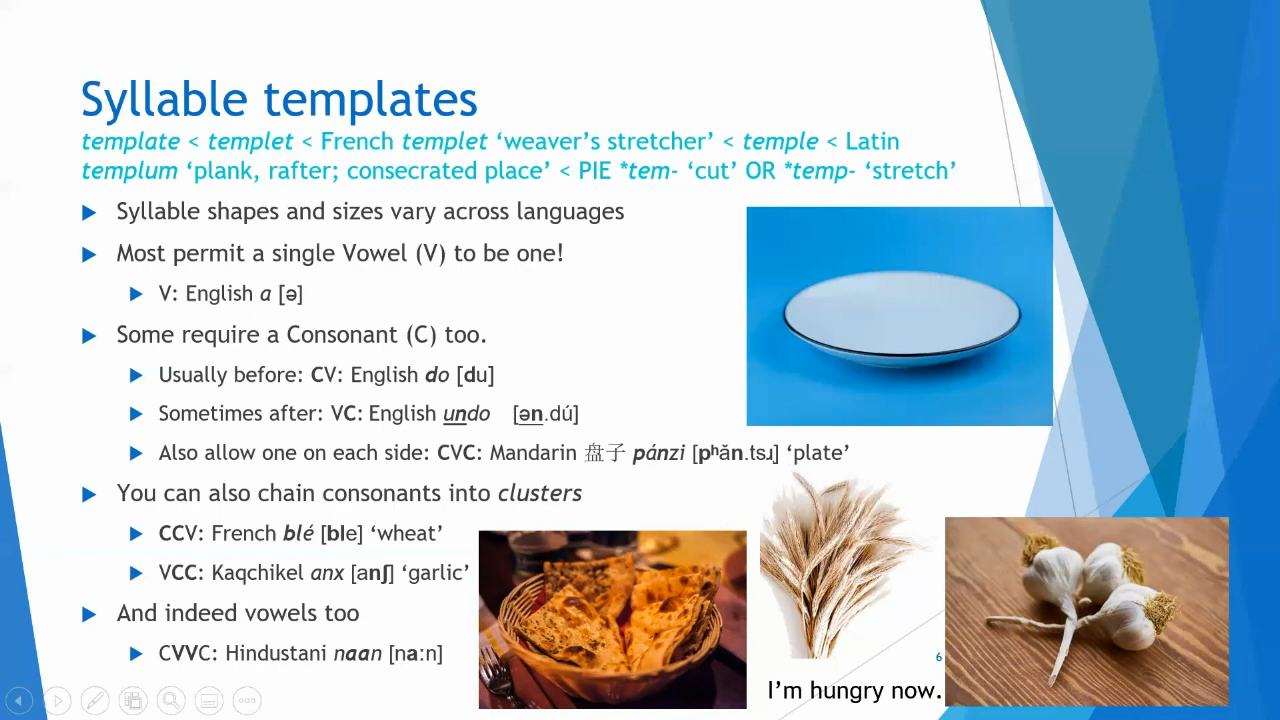 Syllable templates
template < templet < French templet ‘weaver’s stretcher’ < temple < Latin
templum ‘plank, rafter; consecrated place’ < PIE *tem- ‘cut’ OR *temp- ‘stretch’
Syllable shapes and sizes vary across languages
Most permit a single Vowel (V) to be one!
V: English a [ə]
Some require a Consonant (C) too.
Usually before: CV: English do [du]
Sometimes after: VC: English undo [ən.dú]
Also allow one on each side: CVC: Mandarin 盘子 pánzi [pʰǎn.tsɹ] ‘plate’
You can also chain consonants into clusters
CCV: French blé [ble] ‘wheat’
VCC: Kaqchikel anx [anʃ] ‘garlic’
And indeed vowels too
CVVC: Hindustani naan [naːn]
6
I’m hungry now.